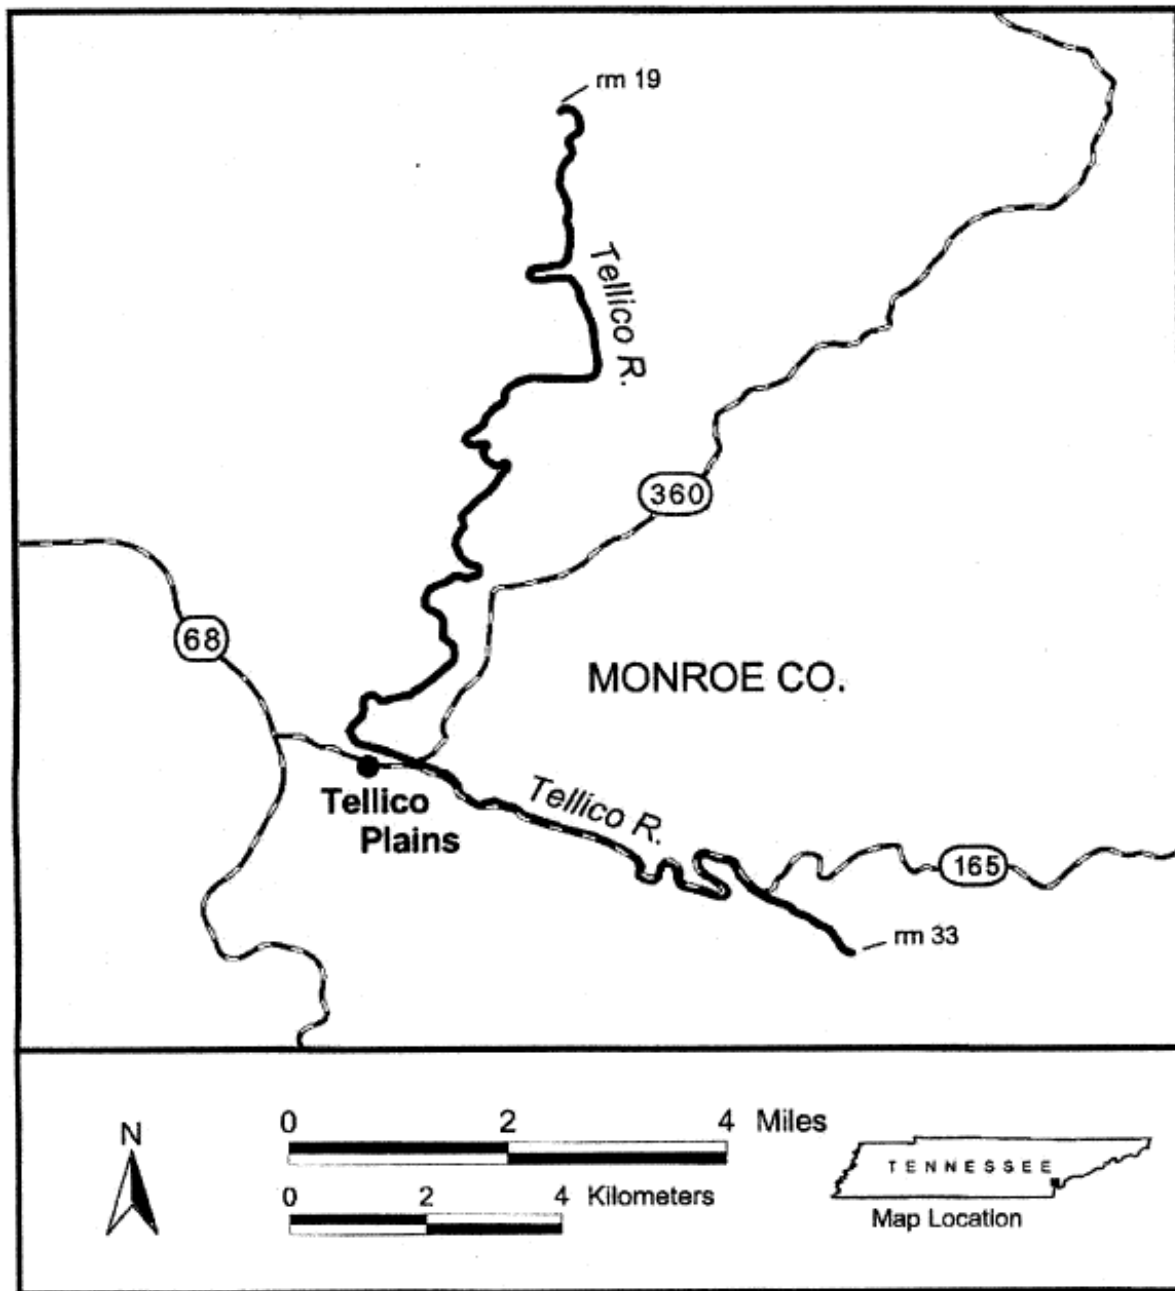 rm 19
Tellico R.
360
68
MONROE CO.
Tellico
Plains
Tellico R.
165
rm 33
N
0 2 4 Miles
0 2 4 Kilometers
TENNESSEE
Map Location